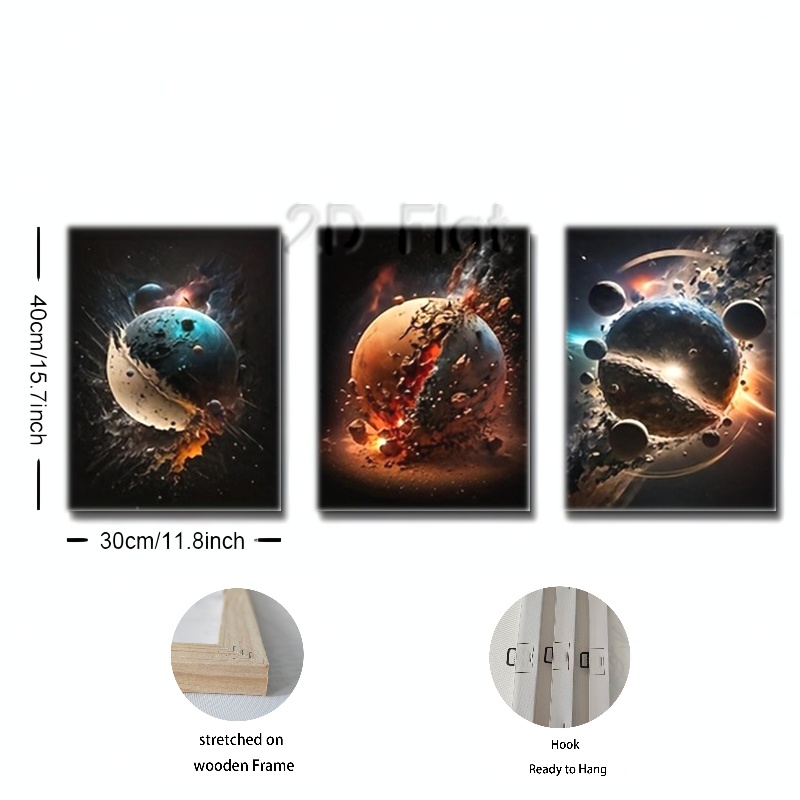 2D Flat
40cm/15.7inch
30cm/11.8inch
stretched on
wooden Frame
Hook
Ready to Hang